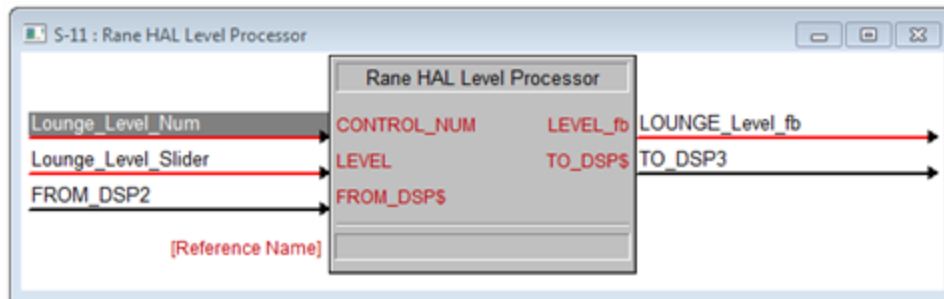 S-11 : Rane HAL Level Processor
Rane HAL Level Processor
Lounge_Level_Num CONTROL_NUM LEVEL_fb LOUNGE_Level_fb
Lounge_Level_Slider LEVEL TO_DSP$ TO_DSP3
FROM_DSP2 FROM_DSP$
[Reference Name]